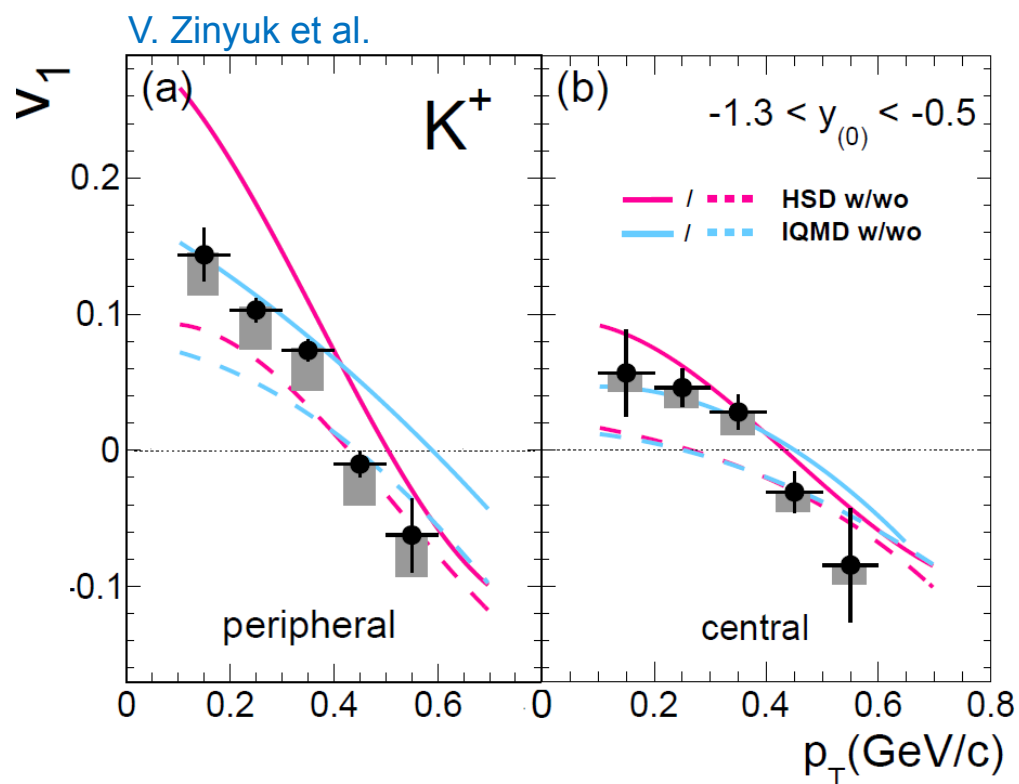 V. Zinyuk et al.
v1
(a)
K+
(b)
-1.3 < y(0) < -0.5
/ HSD w/wo
/ IQMD w/wo
0.2
0.1
0
-0.1
peripheral
central
0 0.2 0.4 0.6 0 0.2 0.4 0.6 0.8
pT(GeV/c)